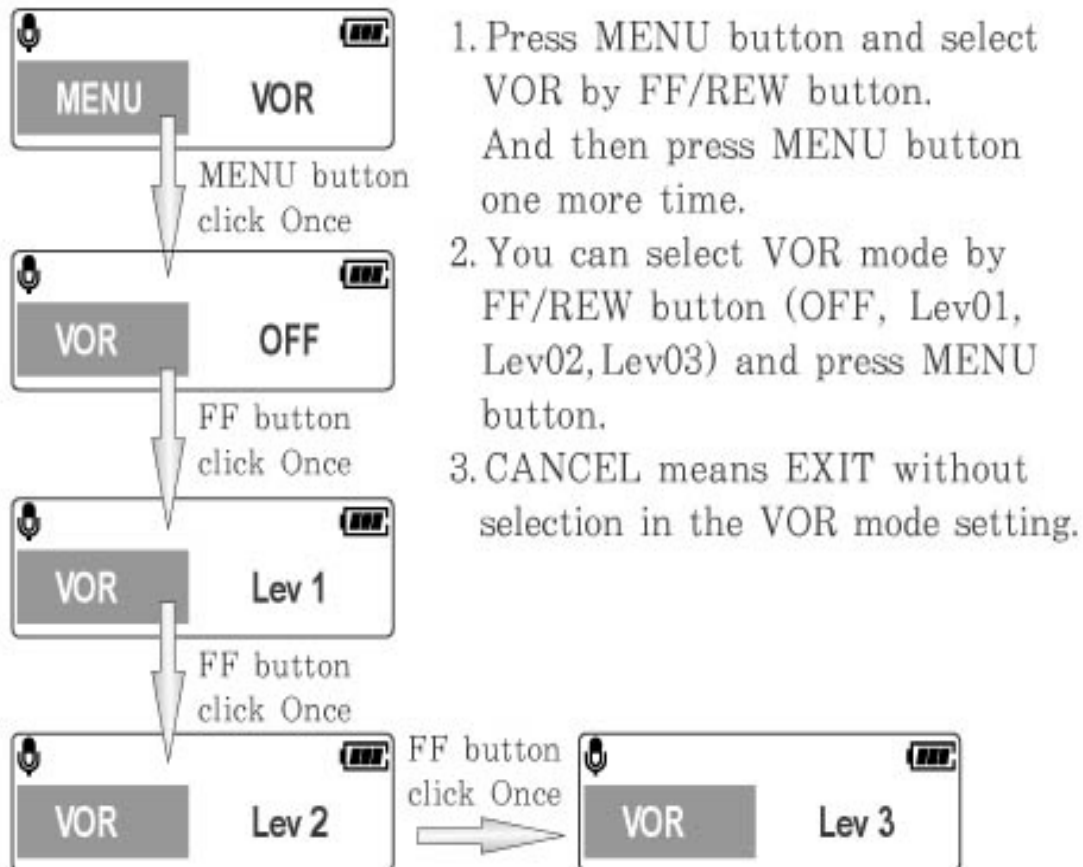 MENU VOR
MENU button
click Once
VOR OFF
FF button
click Once
VOR Lev 1
FF button
click Once
VOR Lev 2
FF button
click Once
VOR Lev 3
1. Press MENU button and select
VOR by FF/REW button.
And then press MENU button
one more time.
2. You can select VOR mode by
FF/REW button (OFF, Lev01,
Lev02,Lev03) and press MENU
button.
3. CANCEL means EXIT without
selection in the VOR mode setting.